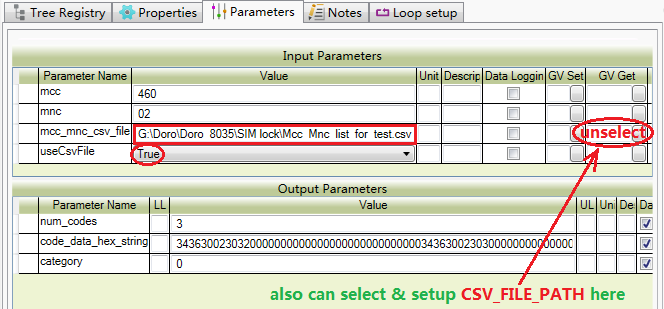 Tree Registry Properties Parameters Notes Loop setup
Input Parameters
Parameter Name Value Unit Descrip Data Loggin GV Set GV Get
mcc 460
mnc 02
mcc_mnc_csv_file G:\Doro\Doro_8035\SIM lock\Mcc_Mnc_list_for_test.csv unselect
useCsvFile True
Output Parameters
Parameter Name LL Value UL Uni De: Da
num_codes 3
code_data_hex_string
category 0
also can select & setup CSV_FILE_PATH here